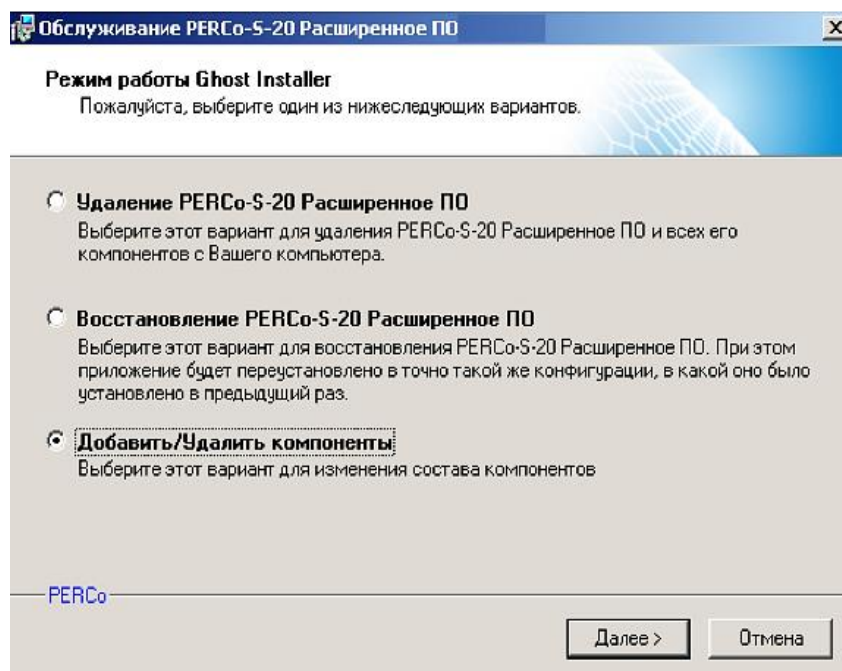 Обслуживание PERCo-S-20 Расширенное ПО
Режим работы Ghost Installer
Пожалуйста, выберите один из нижеследующих вариантов.
Удаление PERCo-S-20 Расширенное ПО
Выберите этот вариант для удаления PERCo-S-20 Расширенное ПО и всех его
компонентов с Вашего компьютера.
Восстановление PERCo-S-20 Расширенное ПО
Выберите этот вариант для восстановления PERCo-S-20 Расширенное ПО. При этом
приложение будет переустановлено в точно такой же конфигурации, в какой оно было
установлено в предыдущий раз.
Добавить/Удалить компоненты
Выберите этот вариант для изменения состава компонентов
PERCo
Далее >
Отмена